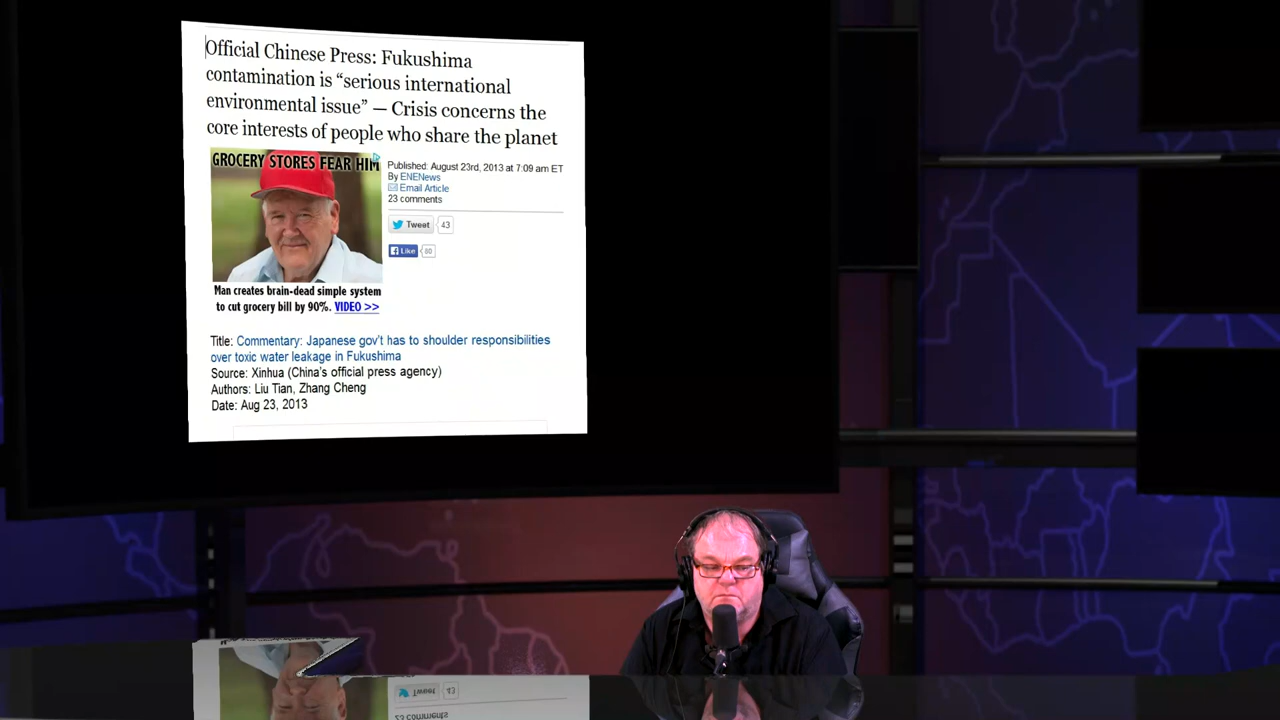 Official Chinese Press: Fukushima
contamination is “serious international
environmental issue” — Crisis concerns the
core interests of people who share the planet
GROCERY STORES FEAR HIM
Published: August 23rd, 2013 at 7:09 am ET
By ENENews
Email Article
23 comments
Tweet 43
Like 80
Man creates brain-dead simple system
to cut grocery bill by 90%. VIDEO >>
Title: Commentary: Japanese gov’t has to shoulder responsibilities
over toxic water leakage in Fukushima
Source: Xinhua (China’s official press agency)
Authors: Liu Tian, Zhang Cheng
Date: Aug 23, 2013
Tweet 43
23 comments